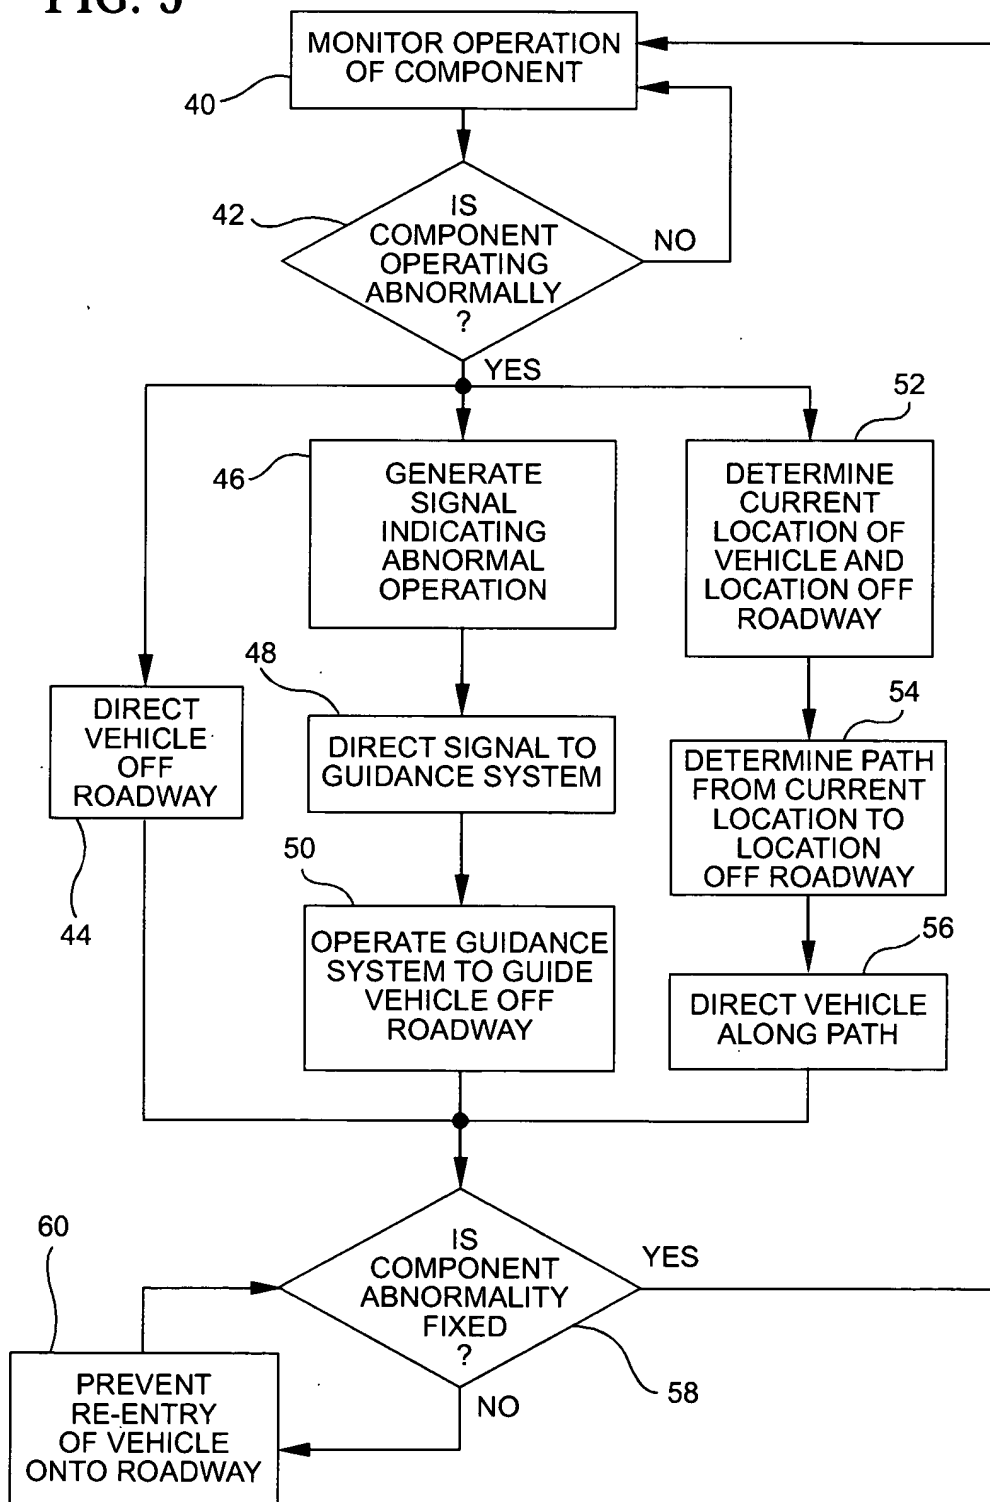 MONITOR OPERATION
OF COMPONENT
40
IS
COMPONENT
OPERATING
ABNORMALLY
?
42
NO
YES
52
46
GENERATE
SIGNAL
INDICATING
ABNORMAL
OPERATION
DETERMINE
CURRENT
LOCATION OF
VEHICLE AND
LOCATION OFF
ROADWAY
48
54
DIRECT
VEHICLE
OFF
ROADWAY
44
DIRECT SIGNAL TO
GUIDANCE SYSTEM
DETERMINE PATH
FROM CURRENT
LOCATION TO
LOCATION
OFF ROADWAY
50
56
OPERATE GUIDANCE
SYSTEM TO GUIDE
VEHICLE OFF
ROADWAY
DIRECT VEHICLE
ALONG PATH
60
IS
COMPONENT
ABNORMALITY
FIXED
?
YES
58
NO
PREVENT
RE-ENTRY
OF VEHICLE
ONTO ROADWAY